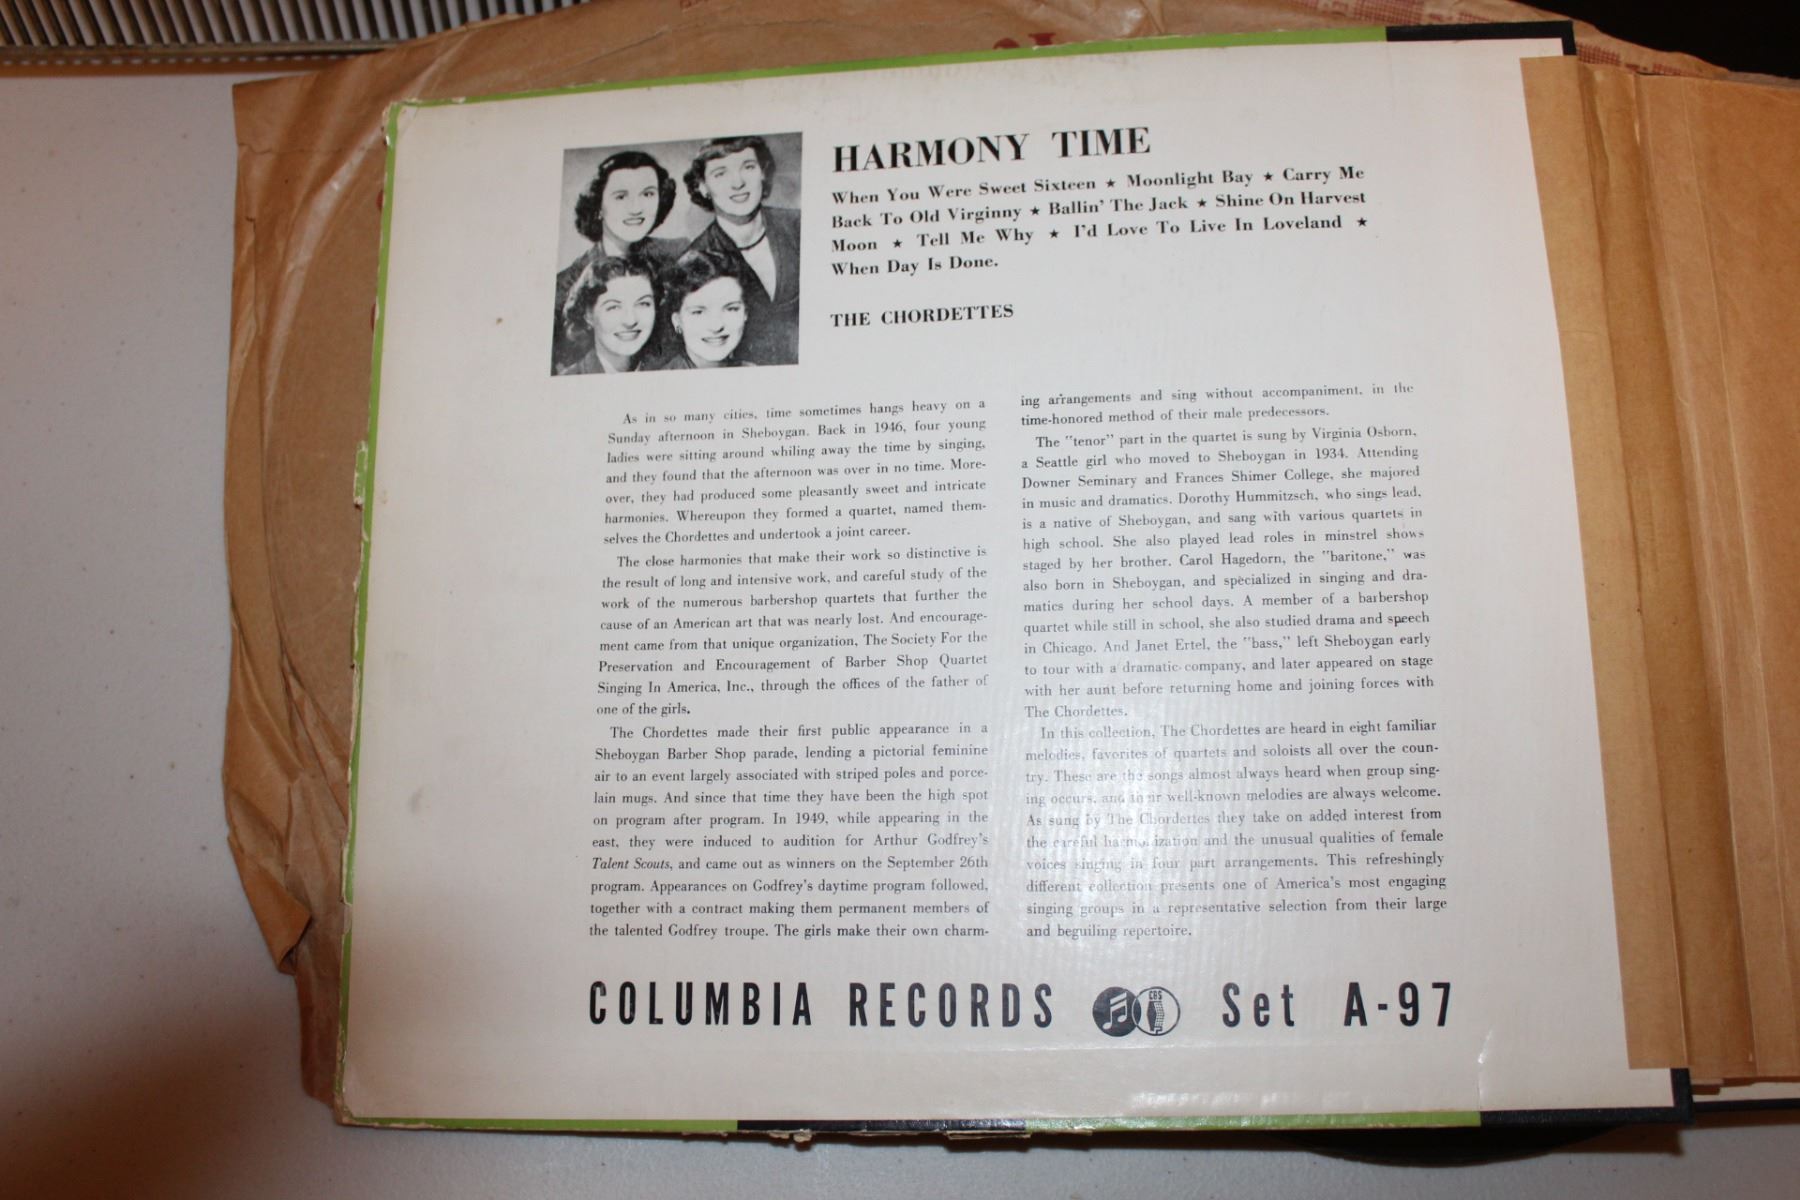 HARMONY TIME
When You Were Sweet Sixteen ★ Moonlight Bay ★ Carry Me
Back To Old Virginny ★ Ballin' The Jack ★ Shine On Harvest
Moon ★ Tell Me Why ★ I'd Love To Live In Loveland ★
When Day Is Done.
THE CHORDETTES
As in so many cities, time sometimes hangs heavy on a
Sunday afternoon in Sheboygan. Back in 1946, four young
ladies were sitting around whiling away the time by singing,
and they found that the afternoon was over in no time. More-
over, they had produced some pleasantly sweet and intricate
harmonies. Whereupon they formed a quartet, named them-
selves the Chordettes and undertook a joint career.
The close harmonies that make their work so distinctive is
the result of long and intensive work, and careful study of the
work of the numerous barbershop quartets that further the
cause of an American art that was nearly lost. And encourage-
ment came from that unique organization, The Society For the
Preservation and Encouragement of Barber Shop Quartet
Singing In America, Inc., through the offices of the father of
one of the girls.
The Chordettes made their first public appearance in a
Sheboygan Barber Shop parade, lending a pictorial feminine
air to an event largely associated with striped poles and porce-
lain mugs. And since that time they have been the high spot
on program after program. In 1949, while appearing in the
east, they were induced to audition for Arthur Godfrey's
Talent Scouts, and came out as winners on the September 26th
program. Appearances on Godfrey's daytime program followed,
together with a contract making them permanent members of
the talented Godfrey troupe. The girls make their own charm-
ing arrangements and sing without accompaniment, in the
time-honored method of their male predecessors.
The "tenor" part in the quartet is sung by Virginia Osborn,
a Seattle girl who moved to Sheboygan in 1934. Attending
Downer Seminary and Frances Shimer College, she majored
in music and dramatics. Dorothy Hummitzsch, who sings lead,
is a native of Sheboygan, and sang with various quartets in
high school. She also played lead roles in minstrel shows
staged by her brother. Carol Hagedorn, the "baritone," was
also born in Sheboygan, and specialized in singing and dra-
matics during her school days. A member of a barbershop
quartet while still in school, she also studied drama and speech
in Chicago. And Janet Ertel, the "bass," left Sheboygan early
to tour with a dramatic company, and later appeared on stage
with her aunt before returning home and joining forces with
The Chordettes.
In this collection, The Chordettes are heard in eight familiar
melodies, favorites of quartets and soloists all over the coun-
try. These are the songs almost always heard when group sing-
ing occurs, and their well-known melodies are always welcome.
As sung by The Chordettes they take on added interest from
the careful harmonization and the unusual qualities of female
voices singing in four part arrangements. This refreshingly
different collection presents one of America's most engaging
singing groups in a representative selection from their large
and beguiling repertoire.
COLUMBIA RECORDS CBS Set A-97